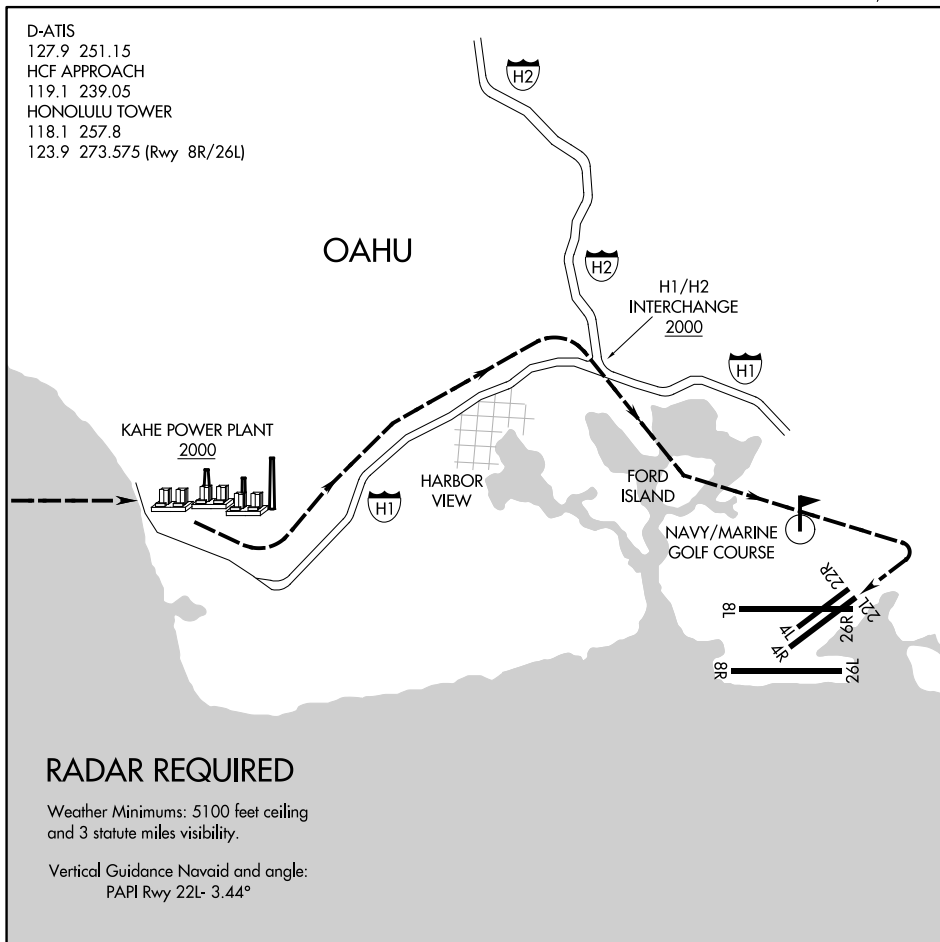 D-ATIS
127.9 251.15
HCF APPROACH
119.1 239.05
HONOLULU TOWER
118.1 257.8
123.9 273.575 (Rwy 8R/26L)
H2
OAHU
H2
H1/H2
INTERCHANGE
2000
H1
KAHE POWER PLANT
2000
H1
HARBOR
VIEW
FORD
ISLAND
NAVY/MARINE
GOLF COURSE
22R
22L
8L
4L
26R
4R
8R
26L
RADAR REQUIRED
Weather Minimums: 5100 feet ceiling
and 3 statute miles visibility.
Vertical Guidance Navaid and angle:
PAPI Rwy 22L- 3.44°